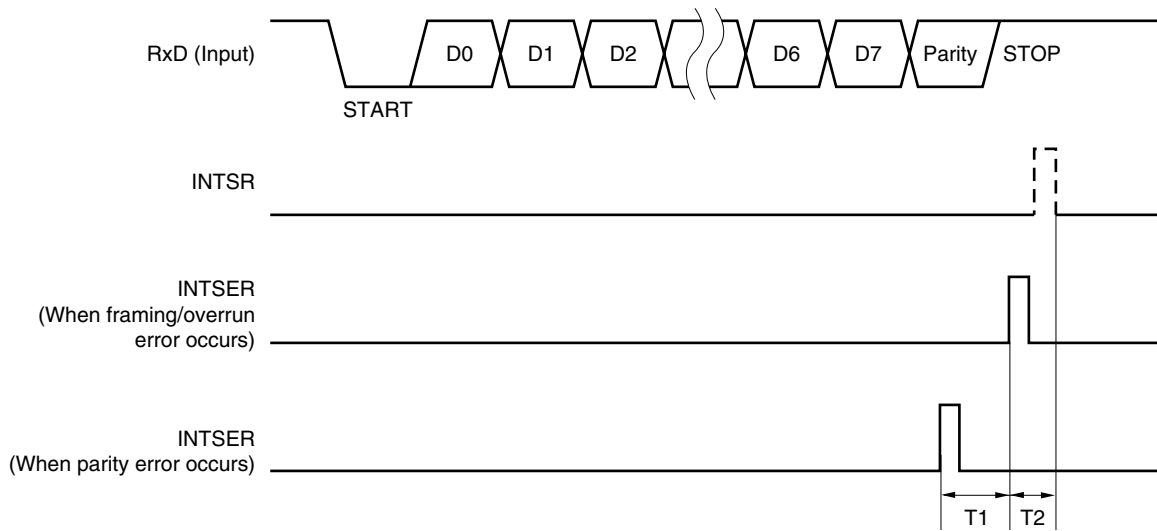 RxD (Input)
D0
D1
D2
D6
D7
Parity
STOP
START
INTSR
INTSER
(When framing/overrun
error occurs)
INTSER
(When parity error occurs)
T1
T2